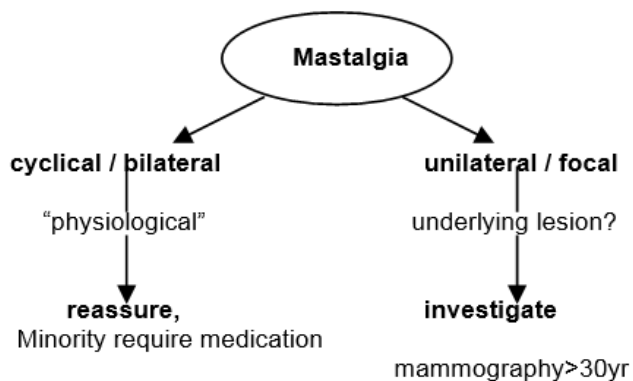 Mastalgia
cyclical / bilateral
unilateral / focal
“physiological”
underlying lesion?
reassure,
investigate
Minority require medication
mammography>30yr